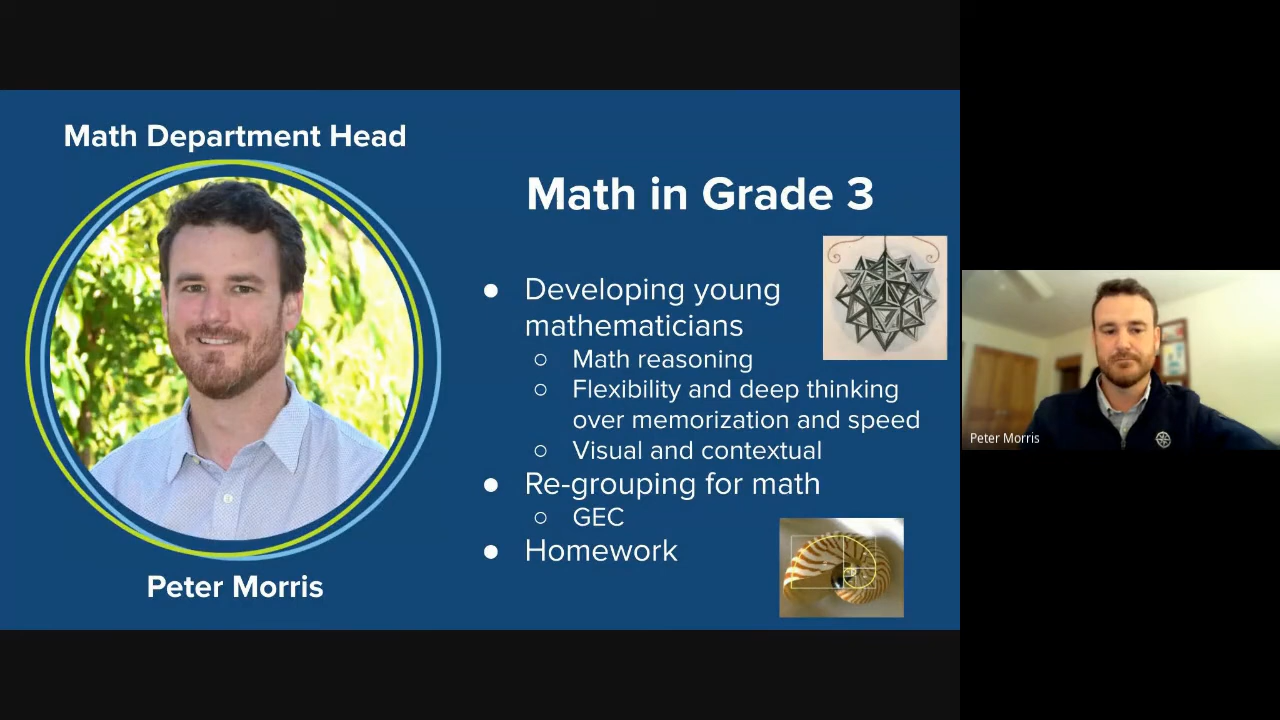 Math Department Head
Peter Morris
Math in Grade 3
● Developing young
mathematicians
○ Math reasoning
○ Flexibility and deep thinking
over memorization and speed
○ Visual and contextual
● Re-grouping for math
○ GEC
● Homework
Peter Morris